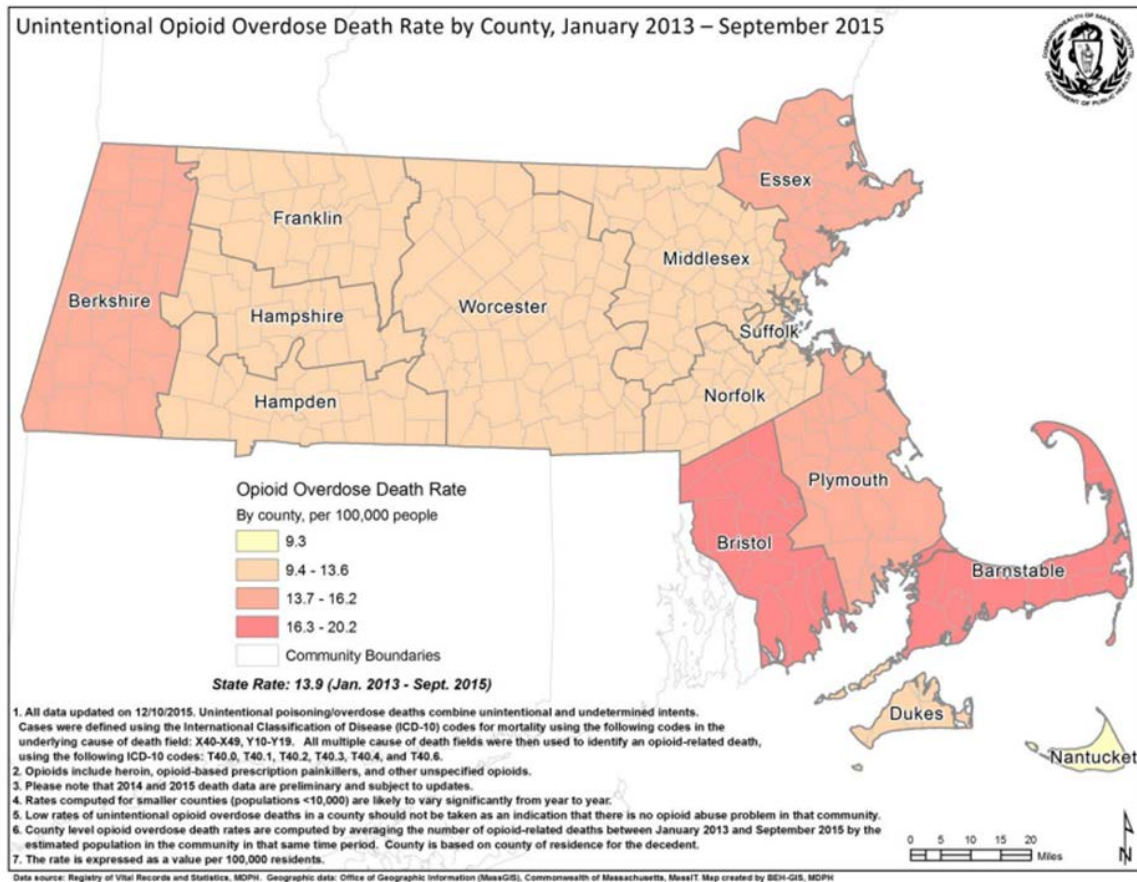 Unintentional Opioid Overdose Death Rate by County, January 2013 – September 2015
COMMONWEALTH OF MASSACHUSETTS
DEPARTMENT OF PUBLIC HEALTH
Essex
Franklin
Middlesex
Berkshire
Hampshire
Worcester
Suffolk
Hampden
Norfolk
Plymouth
Bristol
Barnstable
Dukes
Nantucket
Opioid Overdose Death Rate
By county, per 100,000 people
9.3
9.4 - 13.6
13.7 - 16.2
16.3 - 20.2
Community Boundaries
State Rate: 13.9 (Jan. 2013 - Sept. 2015)
1. All data updated on 12/10/2015. Unintentional poisoning/overdose deaths combine unintentional and undetermined intents.
Cases were defined using the International Classification of Disease (ICD-10) codes for mortality using the following codes in the
underlying cause of death field: X40-X49, Y10-Y19. All multiple cause of death fields were then used to identify an opioid-related death,
using the following ICD-10 codes: T40.0, T40.1, T40.2, T40.3, T40.4, and T40.6.
2. Opioids include heroin, opioid-based prescription painkillers, and other unspecified opioids.
3. Please note that 2014 and 2015 death data are preliminary and subject to updates.
4. Rates computed for smaller counties (populations <10,000) are likely to vary significantly from year to year.
5. Low rates of unintentional opioid overdose deaths in a county should not be taken as an indication that there is no opioid abuse problem in that community.
6. County level opioid overdose death rates are computed by averaging the number of opioid-related deaths between January 2013 and September 2015 by the
estimated population in the community in that same time period. County is based on county of residence for the decedent.
7. The rate is expressed as a value per 100,000 residents.
0 5 10 20
Miles
N
Data source: Registry of Vital Records and Statistics, MDPH. Geographic data: Office of Geographic Information (MassGIS), Commonwealth of Massachusetts, MassIT. Map created by BEH-GIS, MDPH